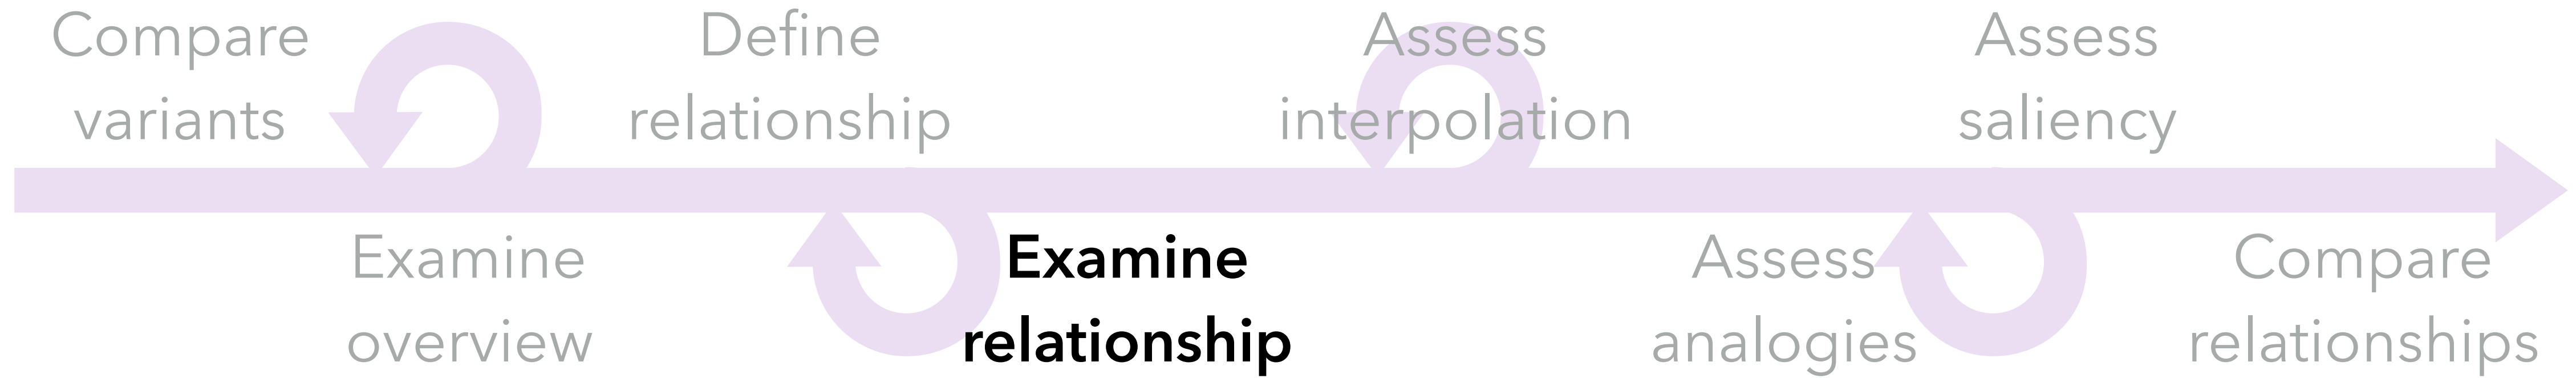 Compare
variants
Examine
overview
Define
relationship
Examine
relationship
Assess
interpolation
Assess
analogies
Assess
saliency
Compare
relationships